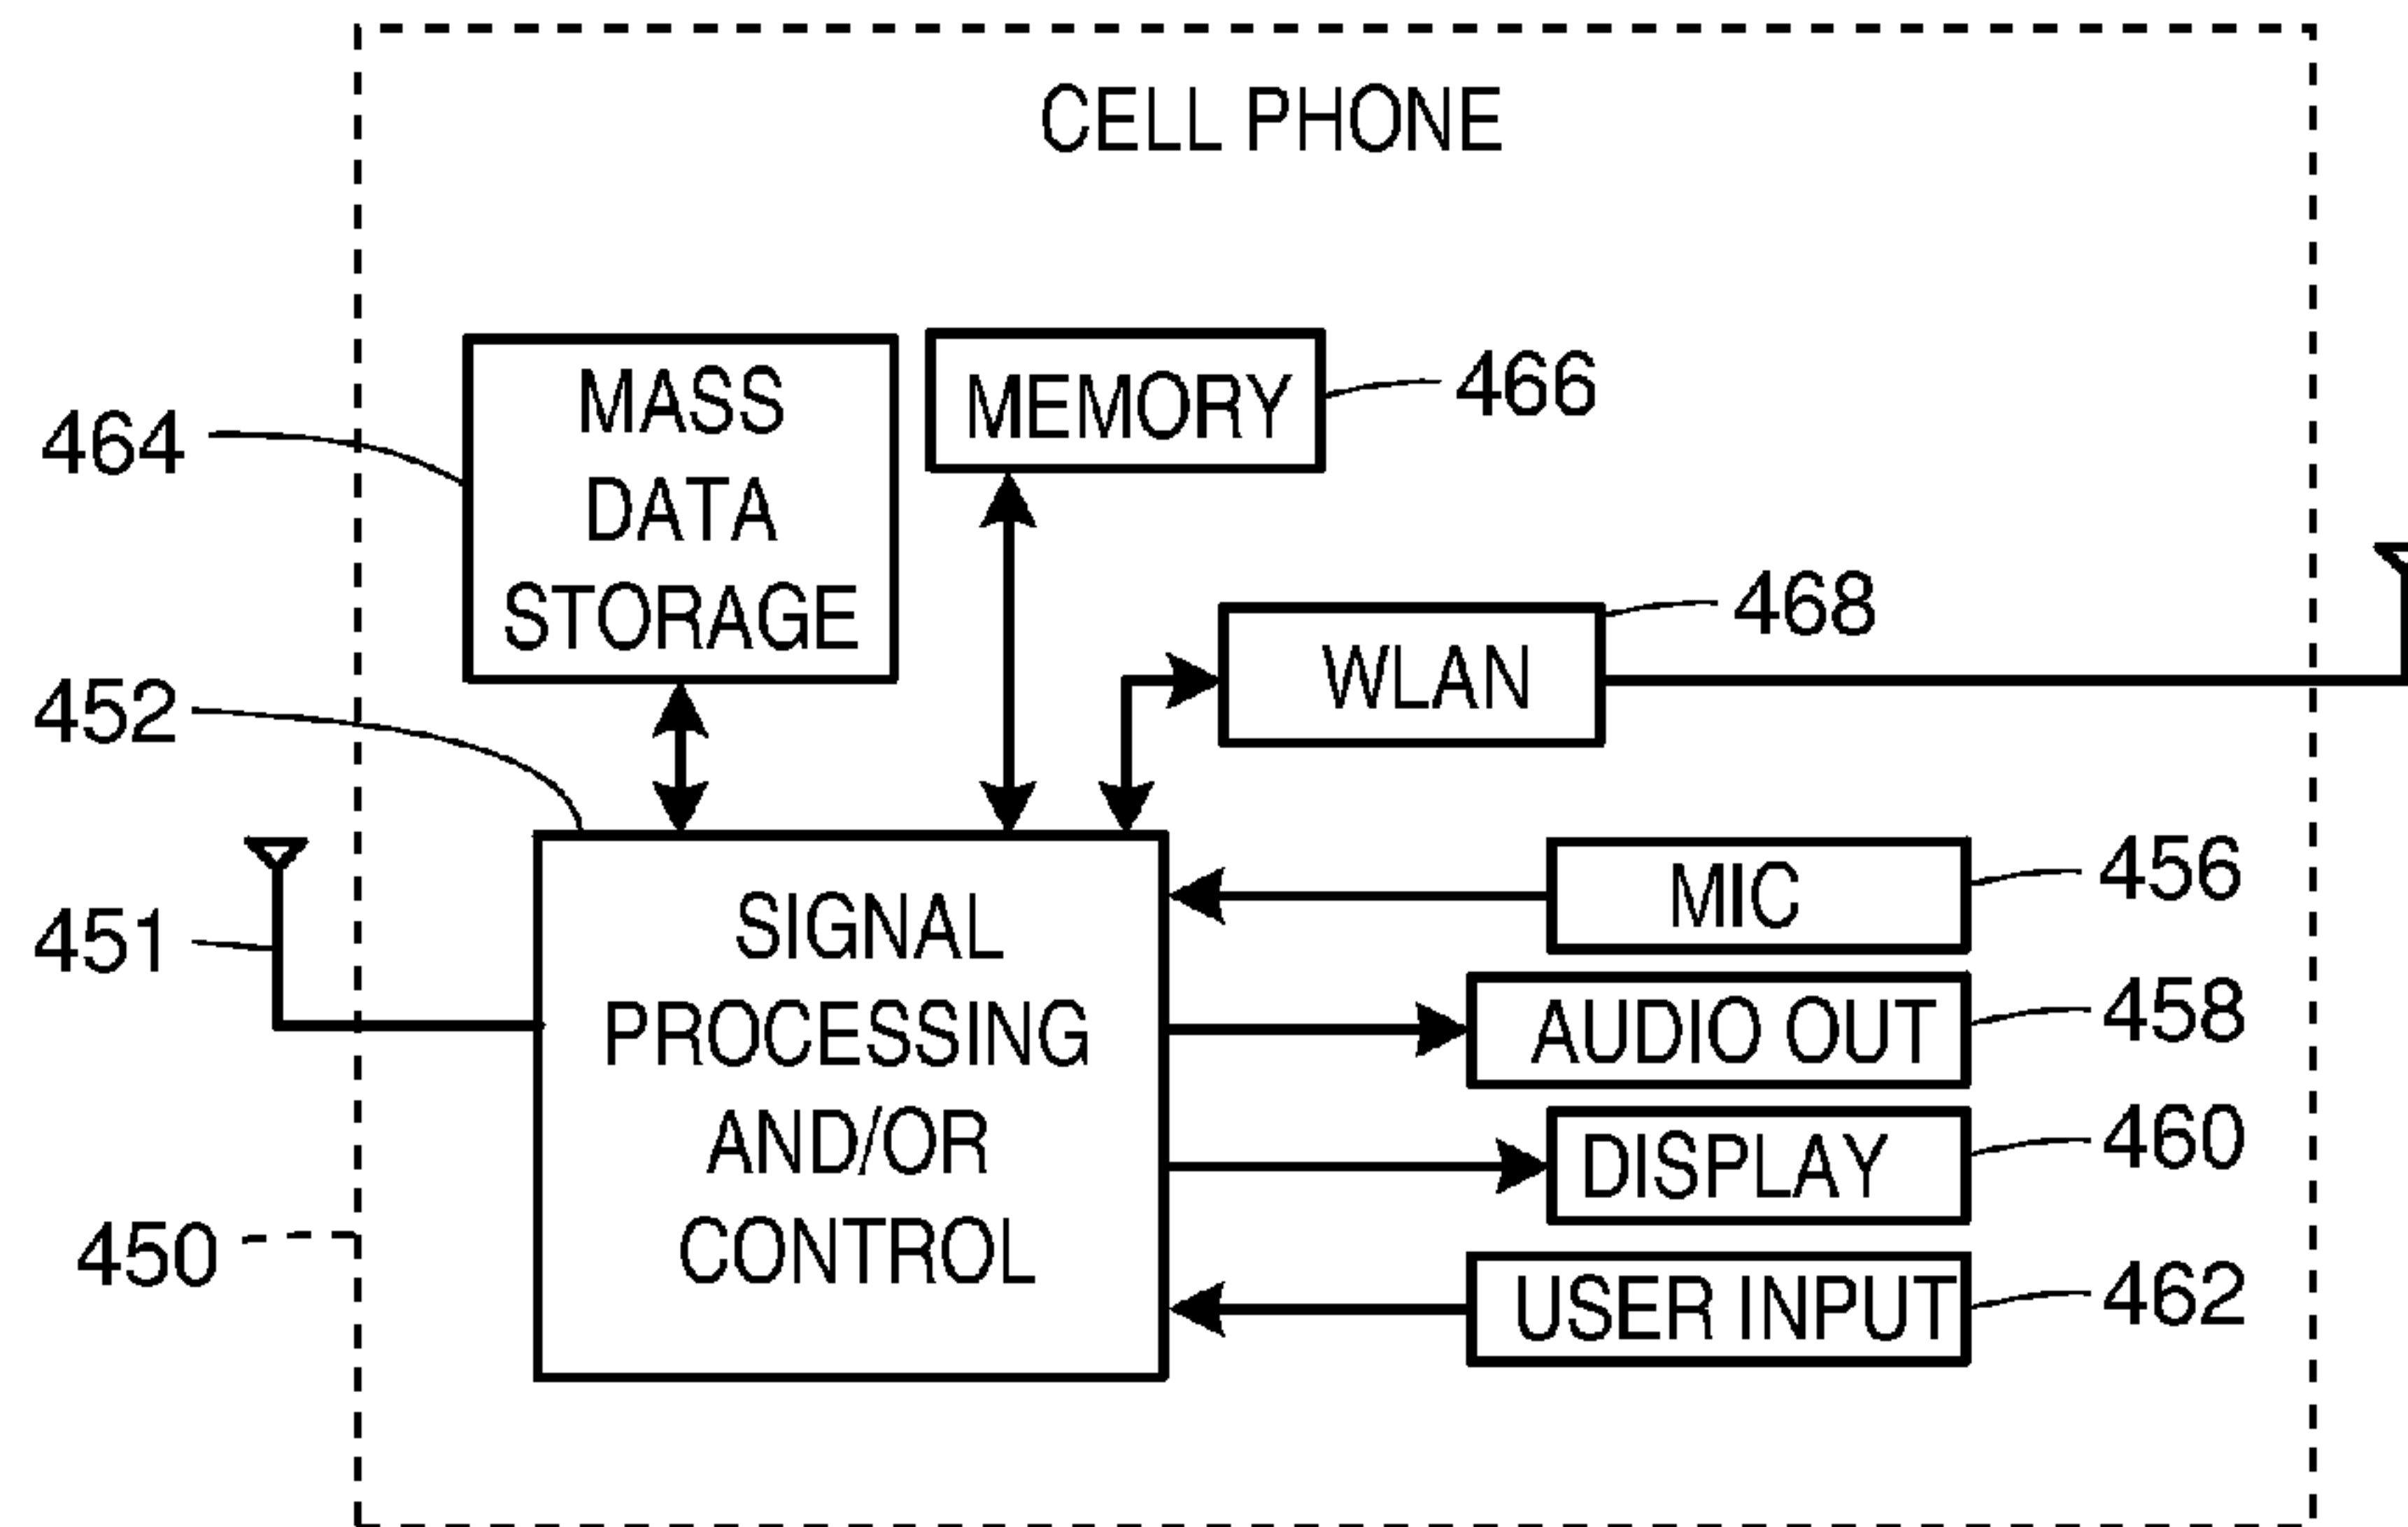 CELL PHONE
MASS
DATA
STORAGE
MEMORY
466
464
WLAN
468
452
MIC
456
SIGNAL
PROCESSING
AND/OR
CONTROL
451
AUDIO OUT
458
DISPLAY
460
450
USER INPUT
462